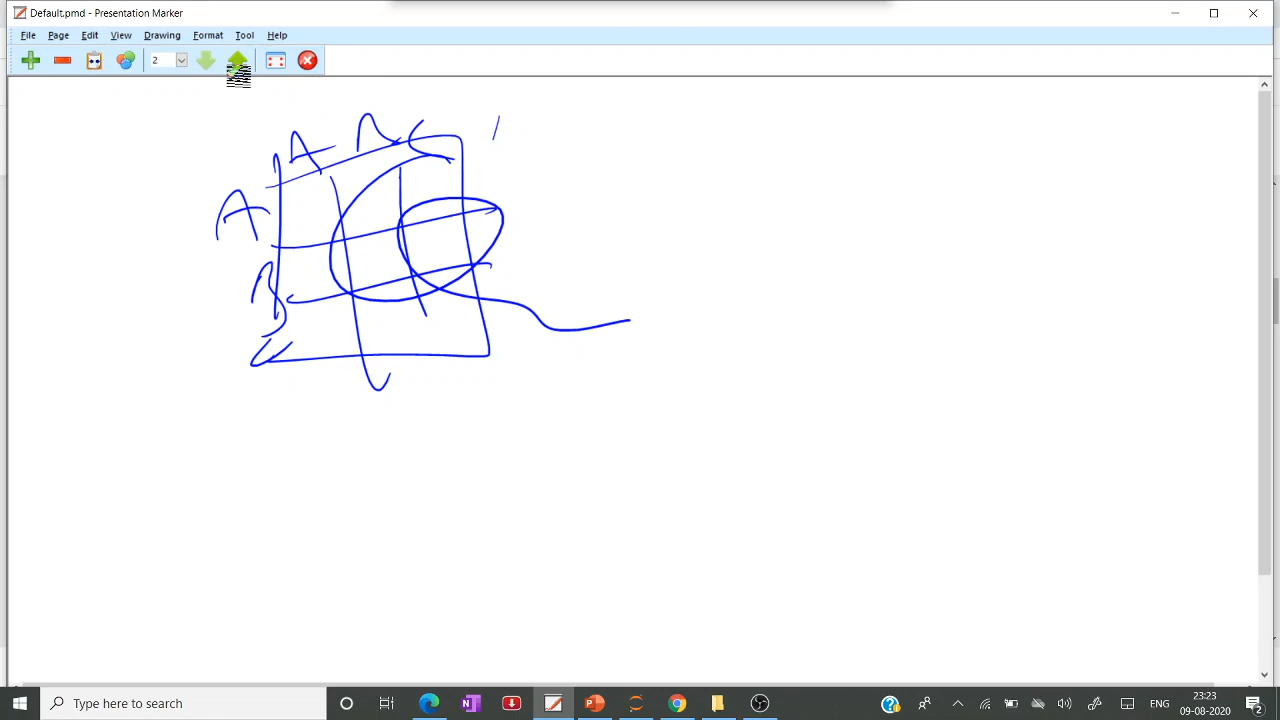 Default.pmd - Presentation Marker
File Page Edit View Drawing Format Tool Help
2
A
A
Type here to search
ENG
23:23
09-08-2020
2